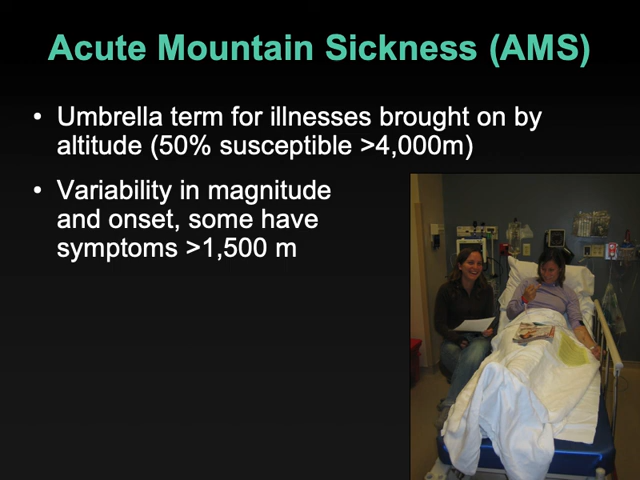 Acute Mountain Sickness (AMS)
• Umbrella term for illnesses brought on by
altitude (50% susceptible >4,000m)
• Variability in magnitude
and onset, some have
symptoms >1,500 m